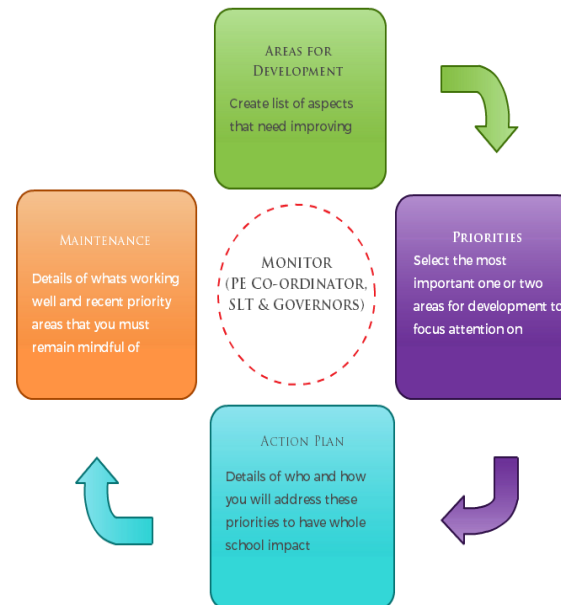 Areas for
Development
Create list of aspects
that need improving
Maintenance
Details of whats working
well and recent priority
areas that you must
remain mindful of
Monitor
(PE Co-ordinator,
SLT & Governors)
Priorities
Select the most
important one or two
areas for development to
focus attention on
Action Plan
Details of who and how
you will address these
priorities to have whole
school impact